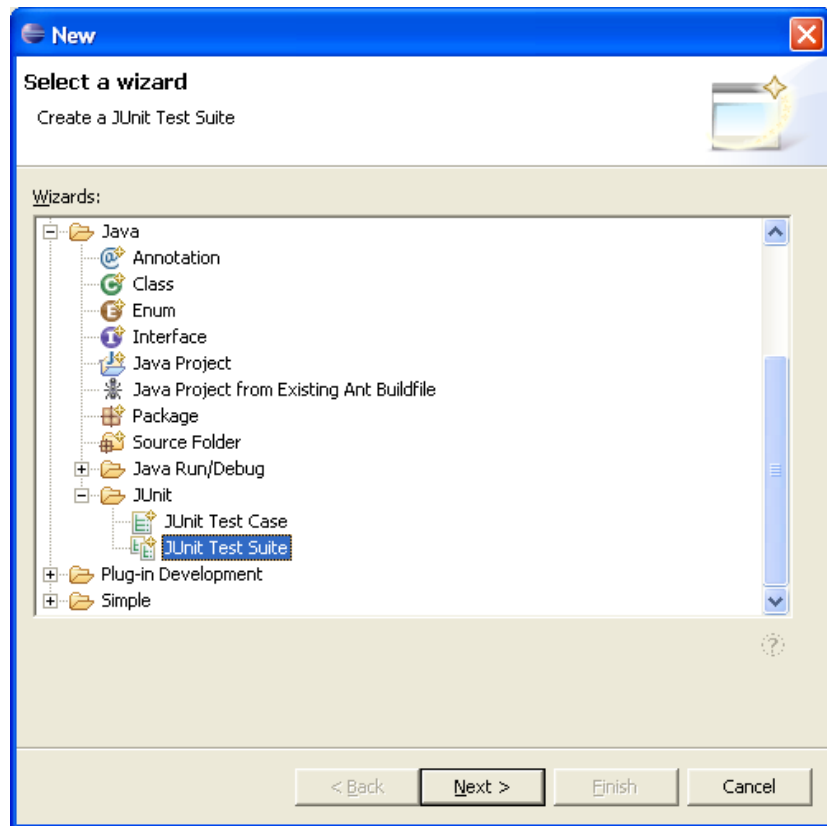 New
Select a wizard
Create a JUnit Test Suite
Wizards:
Java
Annotation
Class
Enum
Interface
Java Project
Java Project from Existing Ant Buildfile
Package
Source Folder
Java Run/Debug
JUnit
JUnit Test Case
JUnit Test Suite
Plug-in Development
Simple
< Back Next > Finish Cancel